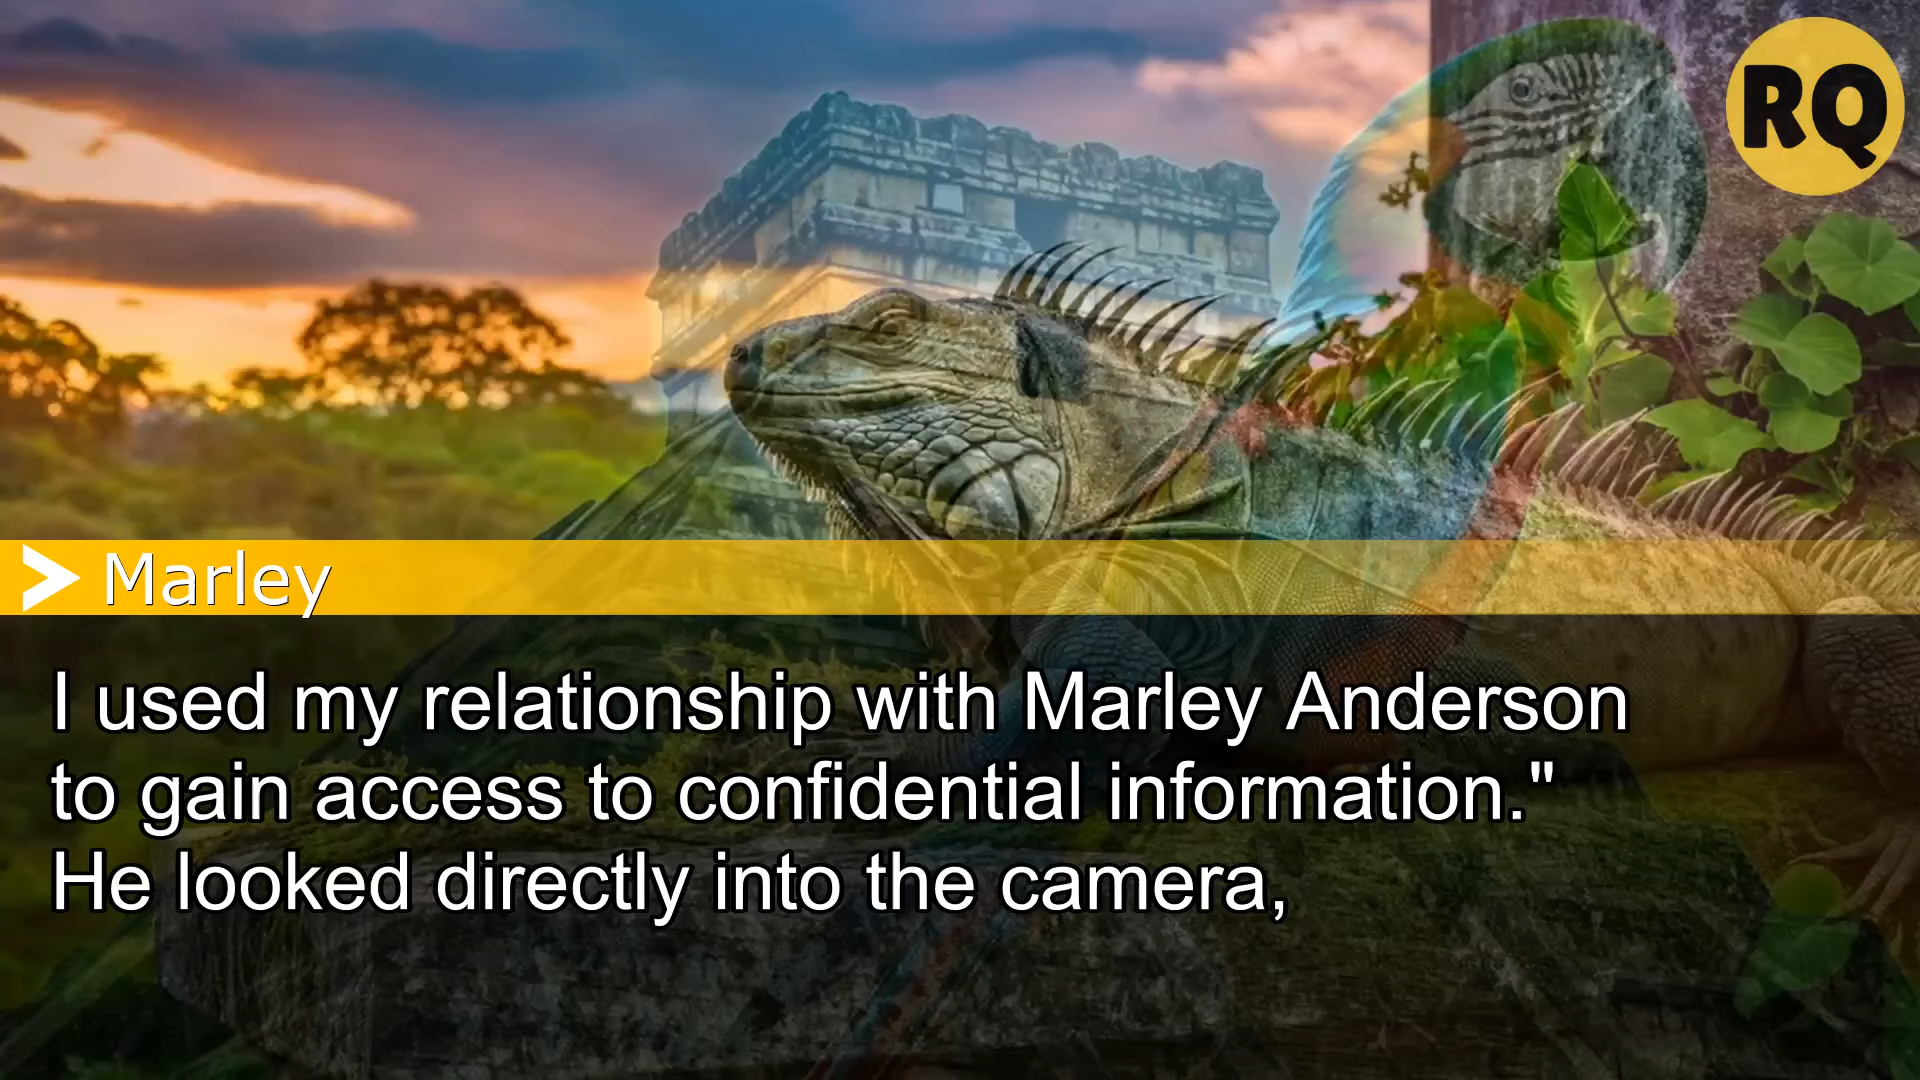 RQ
Marley
I used my relationship with Marley Anderson
to gain access to confidential information."
He looked directly into the camera,